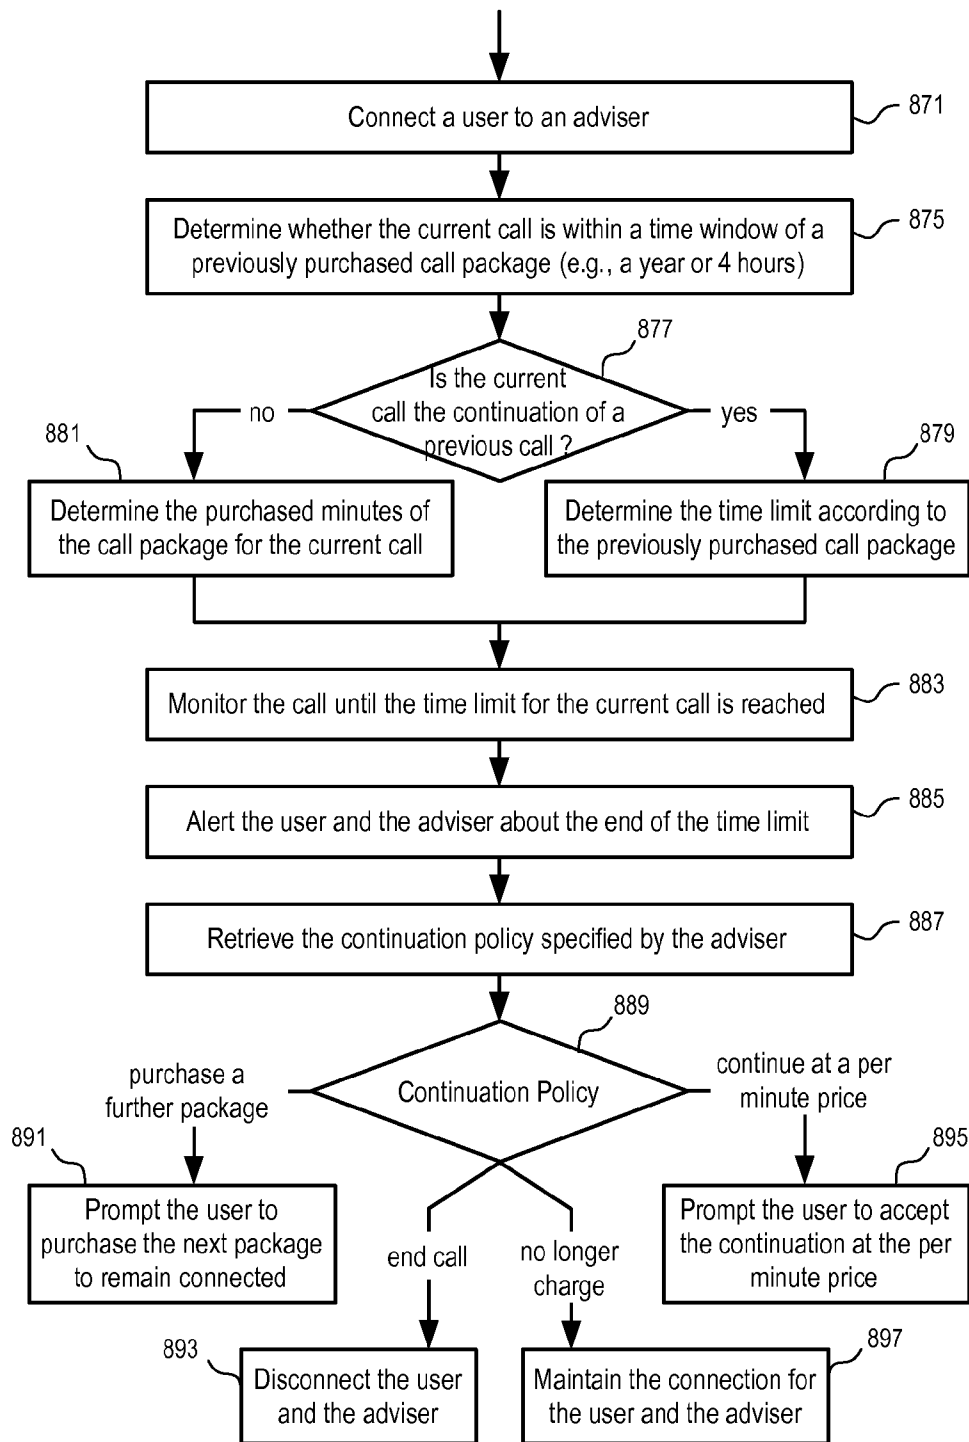 Connect a user to an adviser
871
Determine whether the current call is within a time window of a
previously purchased call package (e.g., a year or 4 hours)
875
877
Is the current
call the continuation of a
previous call ?
no
yes
881
879
Determine the purchased minutes of
the call package for the current call
Determine the time limit according to
the previously purchased call package
Monitor the call until the time limit for the current call is reached
883
Alert the user and the adviser about the end of the time limit
885
Retrieve the continuation policy specified by the adviser
887
889
Continuation Policy
purchase a
further package
continue at a per
minute price
891
895
Prompt the user to
purchase the next package
to remain connected
end call
no longer
charge
Prompt the user to accept
the continuation at the per
minute price
893
897
Disconnect the user
and the adviser
Maintain the connection for
the user and the adviser